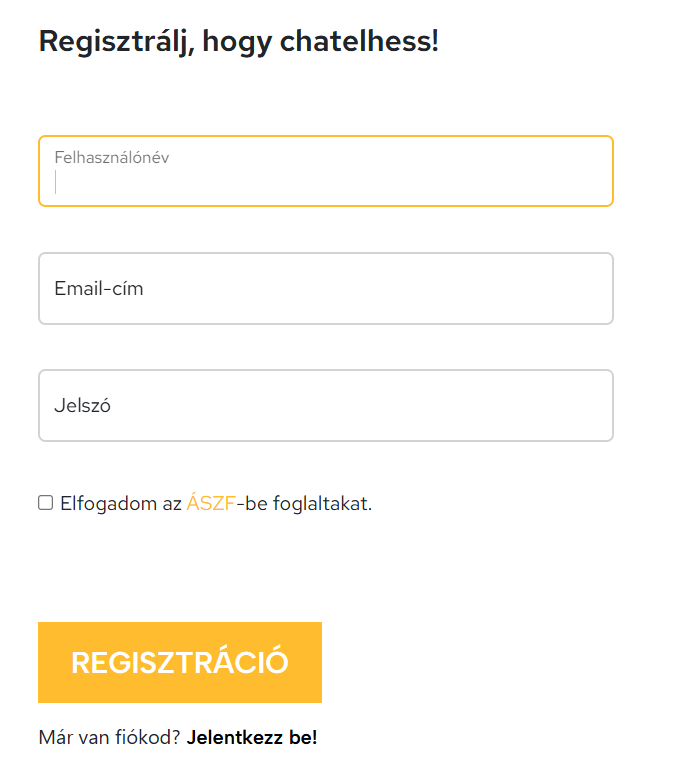 Regisztrálj, hogy chatelhess!
Felhasználónév
Email-cím
Jelszó
Elfogadom az ÁSZF-be foglaltakat.
REGISZTRÁCIÓ
Már van fiókod? Jelentkezz be!